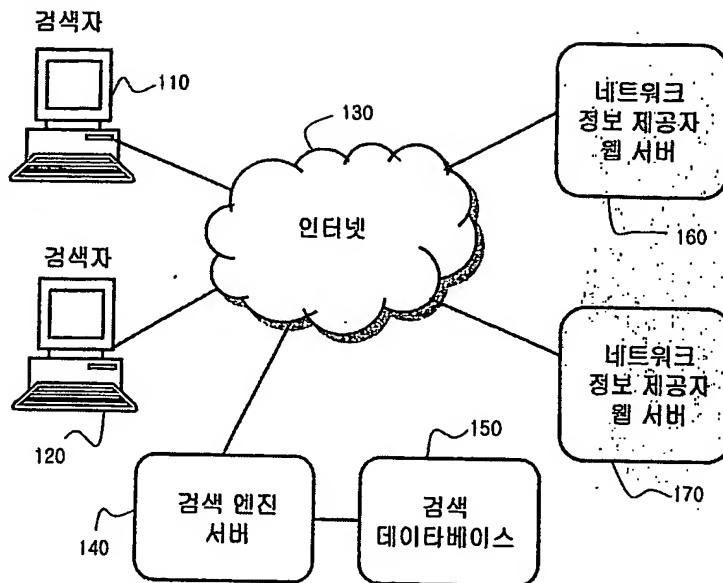 검색자
110
130
네트워크
정보 제공자
웹 서버
160
인터넷
검색자
120
네트워크
정보 제공자
웹 서버
170
150
검색 엔진
서버
140
검색
데이타베이스